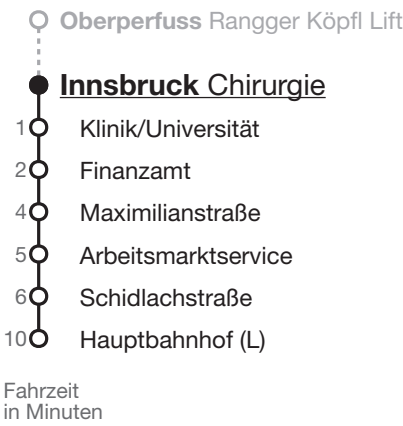 Oberperfuss Rangger Köpfl Lift
Innsbruck Chirurgie
1 Klinik/Universität
2 Finanzamt
4 Maximilianstraße
5 Arbeitsmarktservice
6 Schidlachstraße
10 Hauptbahnhof (L)
Fahrzeit
in Minuten